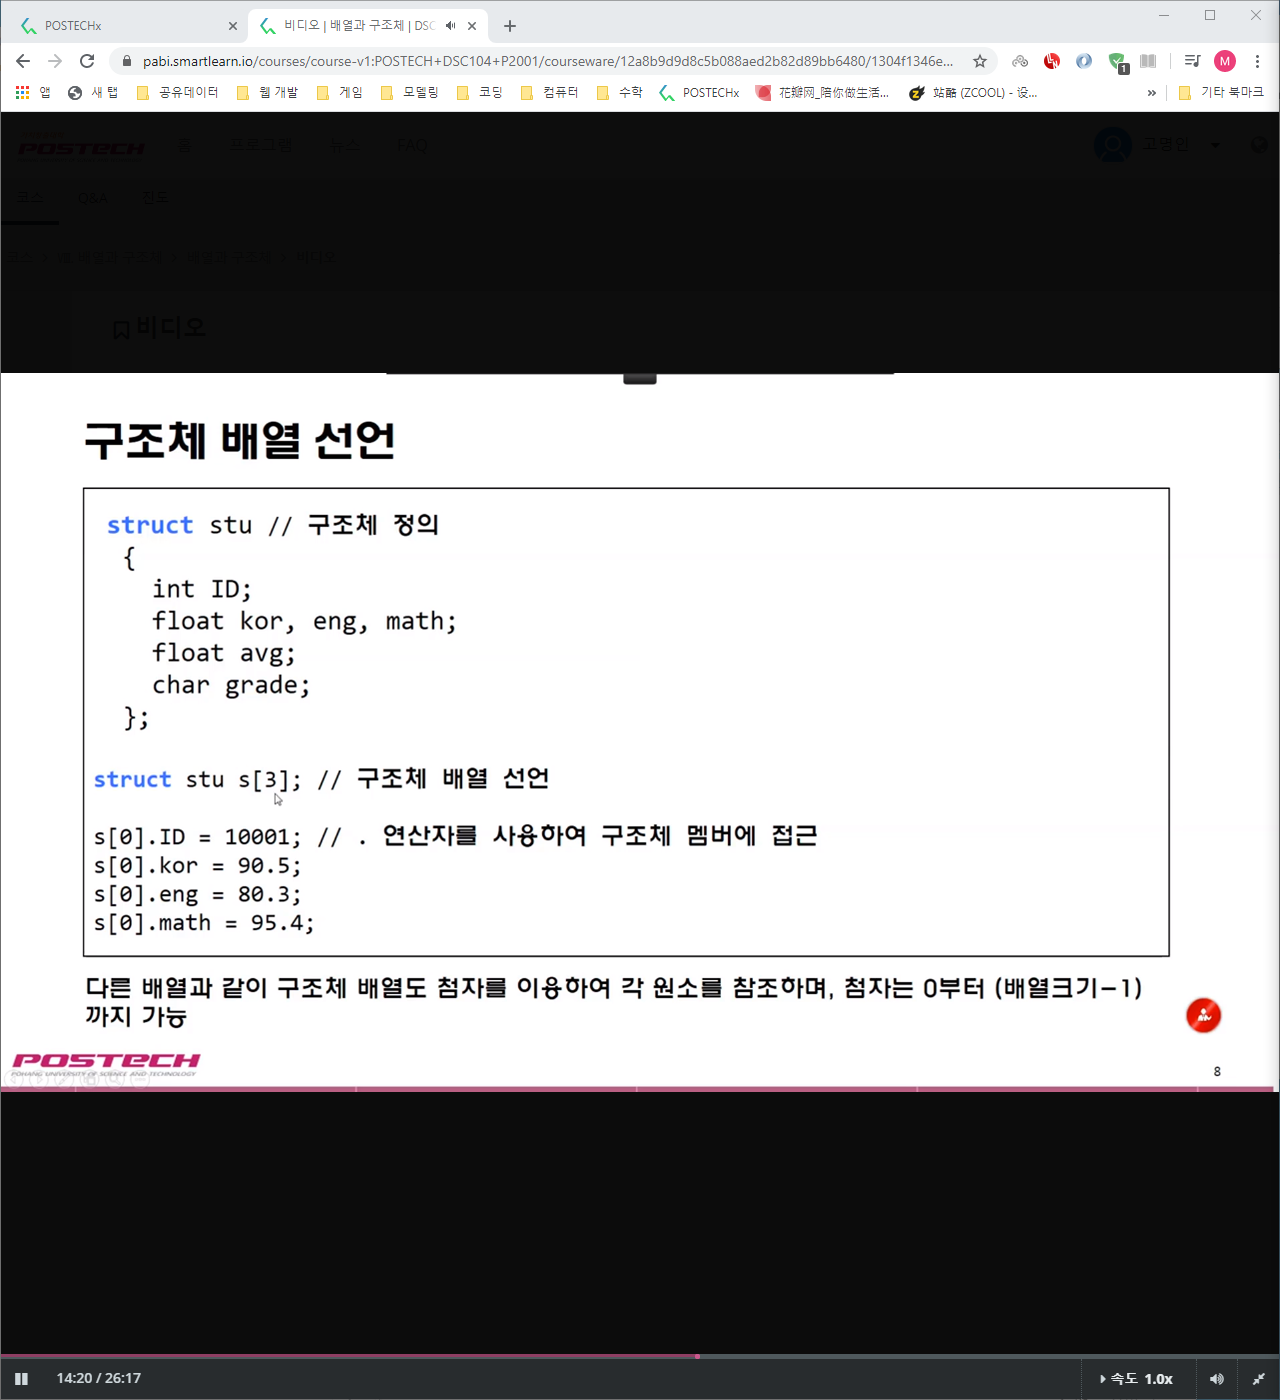 POSTECHx
비디오 | 배열과 구조체 | DSC
pabi.smartlearn.io/courses/course-v1:POSTECH+DSC104+P2001/courseware/12a8b9d9d8c5b088aed2b82d89bb6480/1304f1346e...
M
1
앱 새 탭 공유데이터 웹 개발 게임 모델링 코딩 컴퓨터 수학 POSTECHx 花瓣网_陪你做生活... 站酷 (ZCOOL) - 设... » 기타 북마크
POSTECH 홈 프로그램 뉴스 FAQ 고명인
코스 Q&A 진도
비디오
구조체 배열 선언
struct stu // 구조체 정의
{
int ID;
float kor, eng, math;
float avg;
char grade;
};
struct stu s[3]; // 구조체 배열 선언
s[0].ID = 10001; // . 연산자를 사용하여 구조체 멤버에 접근
s[0].kor = 90.5;
s[0].eng = 80.3;
s[0].math = 95.4;
다른 배열과 같이 구조체 배열도 첨자를 이용하여 각 원소를 참조하며, 첨자는 0부터 (배열크기-1)
까지 가능
POSTECH
POHANG UNIVERSITY OF SCIENCE AND TECHNOLOGY
8
14:20 / 26:17 속도 1.0x